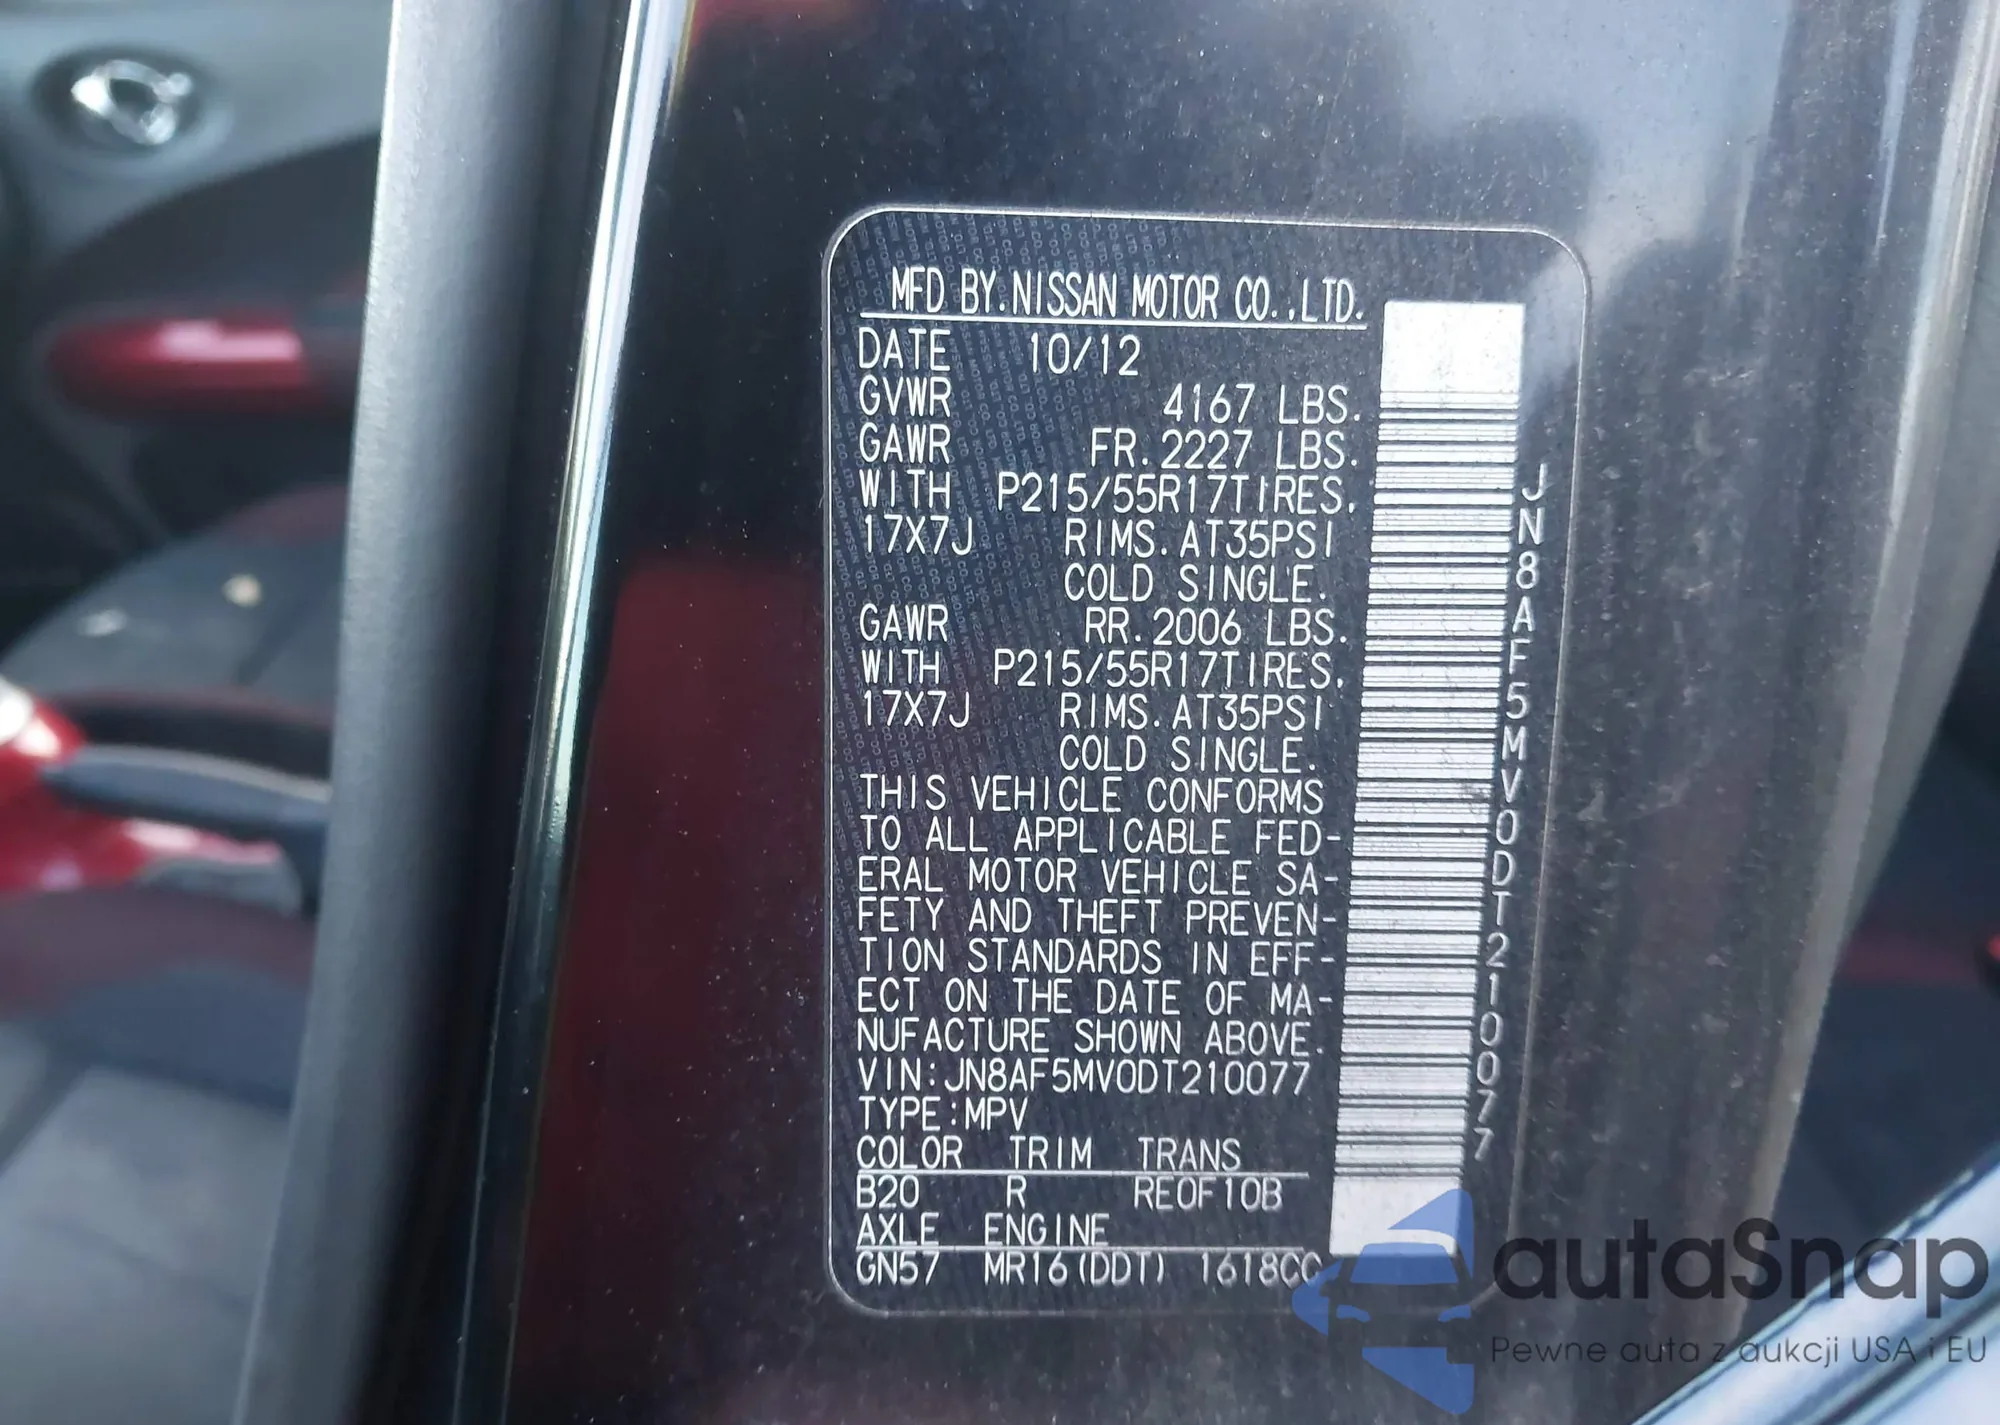 MFD BY.NISSAN MOTOR CO.,LTD.
DATE 10/12
GVWR 4167 LBS.
GAWR FR.2227 LBS.
WITH P215/55R17TIRES.
17X7J RIMS.AT35PSI
COLD SINGLE.
GAWR RR.2006 LBS.
WITH P215/55R17TIRES.
17X7J RIMS.AT35PSI
COLD SINGLE.
THIS VEHICLE CONFORMS
TO ALL APPLICABLE FED-
ERAL MOTOR VEHICLE SA-
FETY AND THEFT PREVEN-
TION STANDARDS IN EFF-
ECT ON THE DATE OF MA-
NUFACTURE SHOWN ABOVE.
VIN:JN8AF5MV0DT210077
TYPE:MPV
COLOR TRIM TRANS
B20 R RE0F10B
AXLE ENGINE
GN57 MR16(DDT) 1618CC
JN8AF5MV0DT210077
autoSnap
Pewne auta z aukcji USA i EU